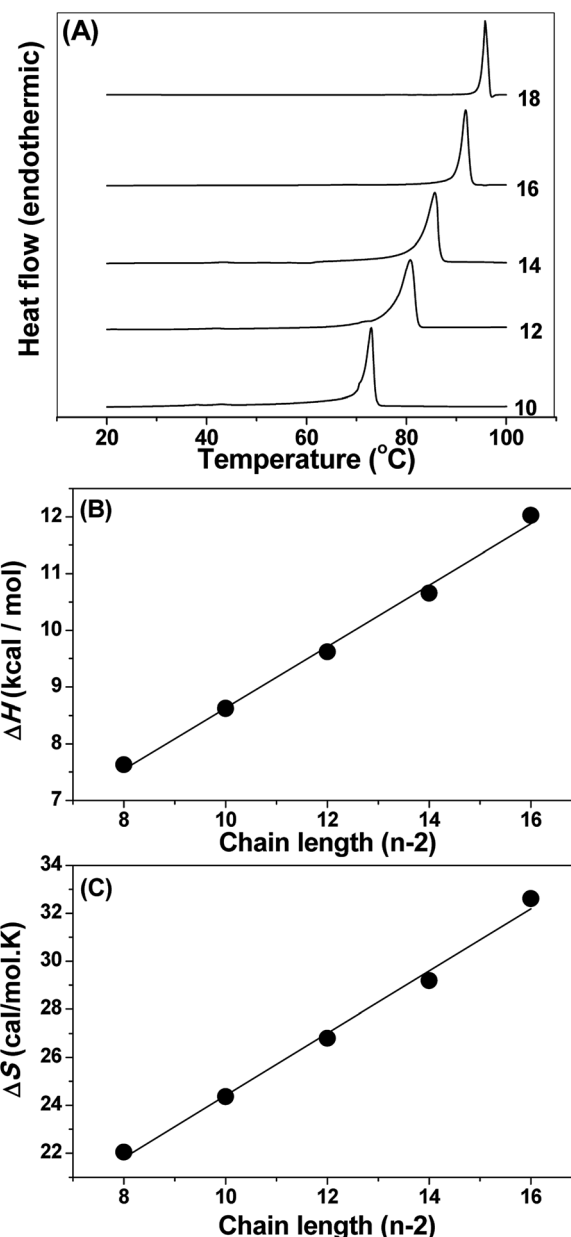 (A)
Heat flow (endothermic)
18
16
14
12
10
20 40 60 80 100
Temperature (°C)
(B)
ΔH (kcal / mol)
12
11
10
9
8
7
8 10 12 14 16
Chain length (n-2)
(C)
ΔS (cal/mol.K)
34
32
30
28
26
24
22
8 10 12 14 16
Chain length (n-2)